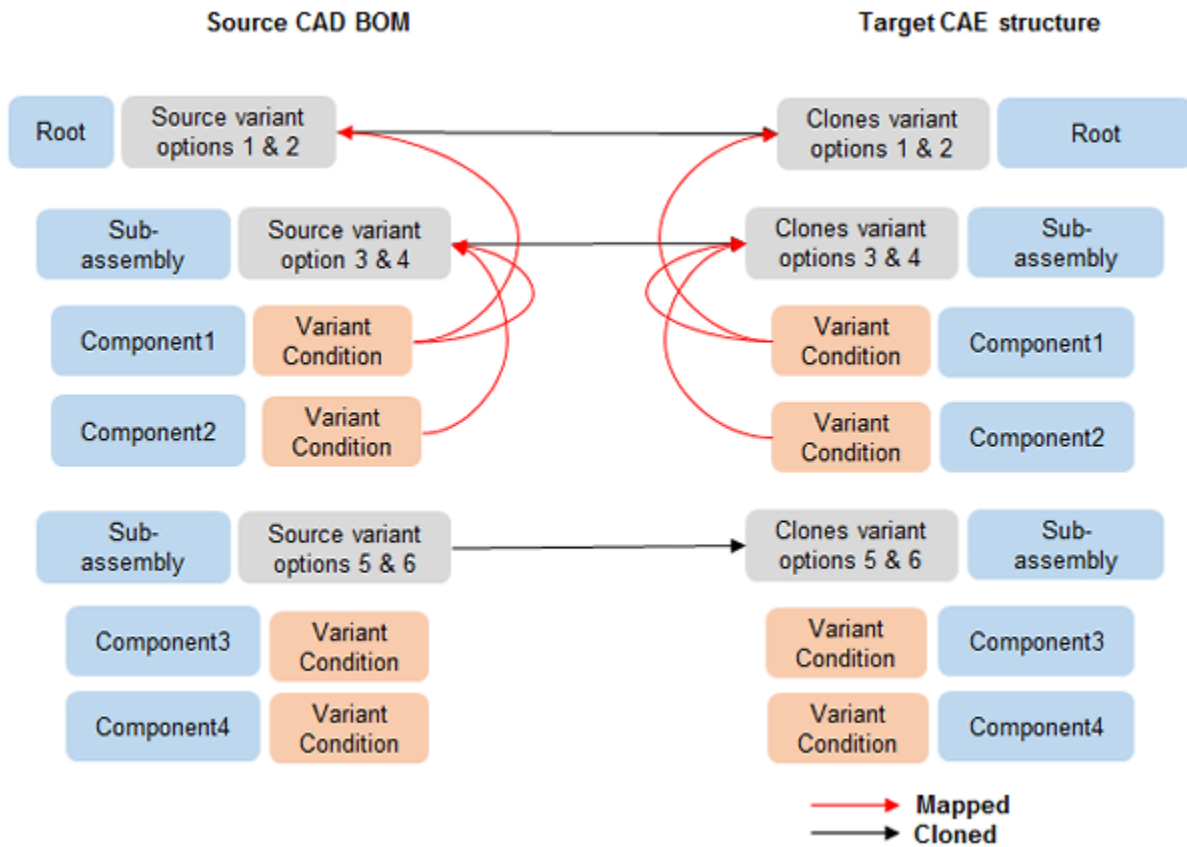 Source CAD BOM
Target CAE structure
Root
Source variant
options 1 & 2
Clones variant
options 1 & 2
Root
Sub-
assembly
Source variant
option 3 & 4
Clones variant
options 3 & 4
Sub-
assembly
Component1
Variant
Condition
Variant
Condition
Component1
Component2
Variant
Condition
Variant
Condition
Component2
Sub-
assembly
Source variant
options 5 & 6
Clones variant
options 5 & 6
Sub-
assembly
Component3
Variant
Condition
Variant
Condition
Component3
Component4
Variant
Condition
Variant
Condition
Component4
Mapped
Cloned